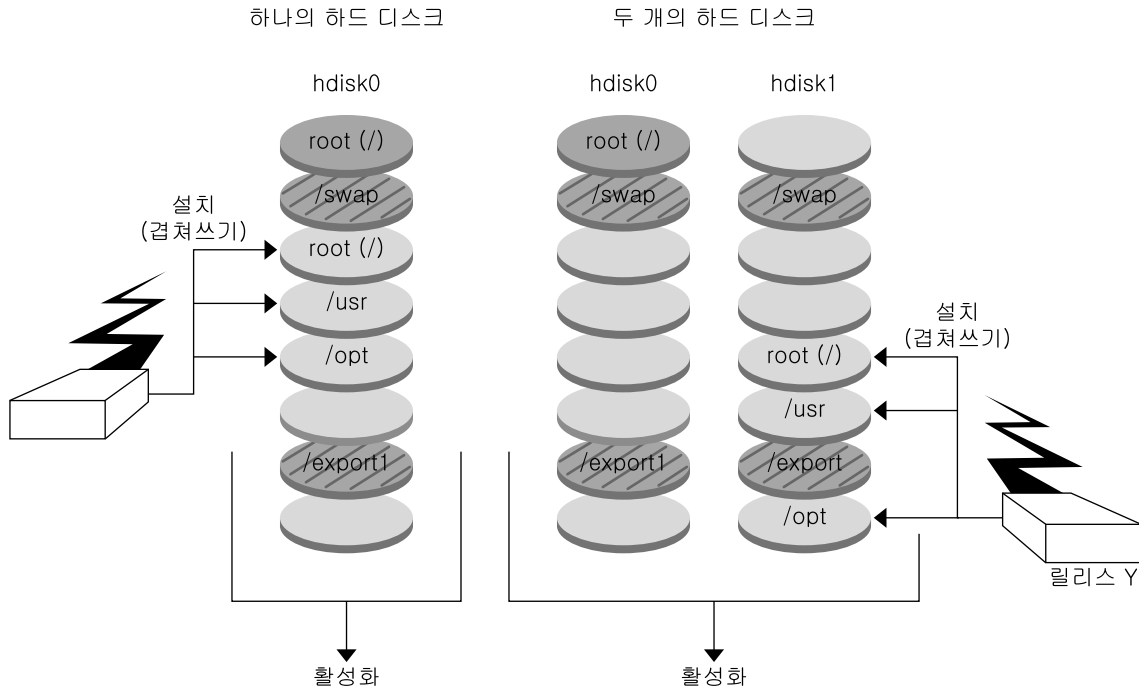 하나의 하드 디스크
두 개의 하드 디스크
hdisk0
hdisk0
hdisk1
root (/)
/swap
설치
(겹쳐쓰기)
root (/)
/usr
/opt
/export1
root (/)
/swap
/export1
/swap
설치
(겹쳐쓰기)
root (/)
/usr
/export
/opt
릴리스 Y
활성화
활성화